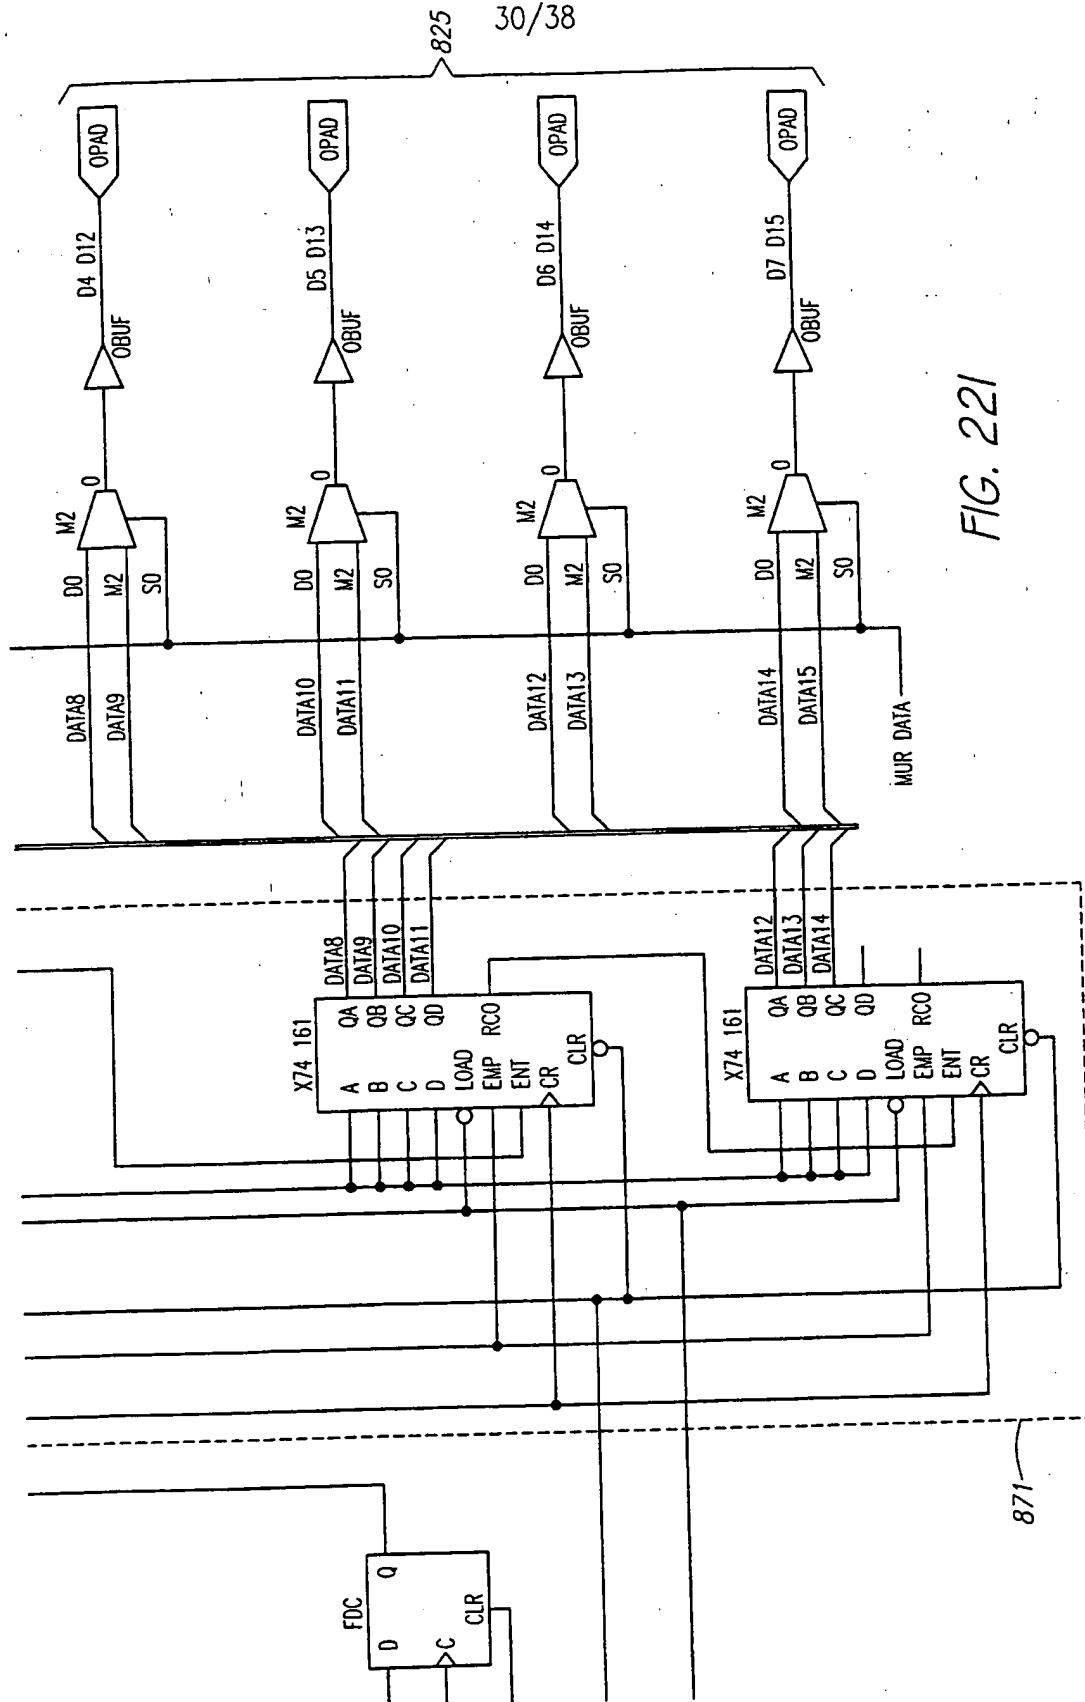 30/38
825
OPAD
OPAD
OPAD
OPAD
D4 D12
D5 D13
D6 D14
D7 D15
OBUF
OBUF
OBUF
OBUF
M2
0
D0
M2
S0
M2
0
D0
M2
S0
M2
0
D0
M2
S0
M2
0
D0
M2
S0
DATA8
DATA9
DATA10
DATA11
DATA12
DATA13
DATA14
DATA15
MUR DATA
FIG. 22I
DATA8
DATA9
DATA10
DATA11
X74 161
A
B
C
D
LOAD
EMP
ENT
CR
CLR
QA
QB
QC
QD
RCO
DATA12
DATA13
DATA14
X74 161
A
B
C
D
LOAD
EMP
ENT
CR
CLR
QA
QB
QC
QD
RCO
871
FDC
D
Q
C
CLR